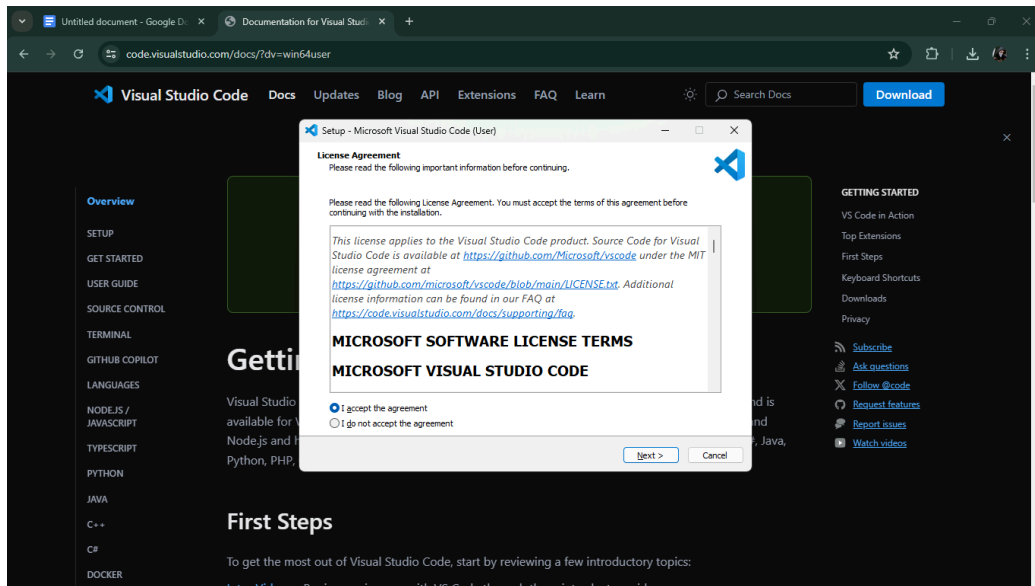 Untitled document - Google Do
Documentation for Visual Studi
code.visualstudio.com/docs/?dv=win64user
Visual Studio Code
Docs
Updates
Blog
API
Extensions
FAQ
Learn
Search Docs
Download
Setup - Microsoft Visual Studio Code (User)
License Agreement
Please read the following important information before continuing.
Please read the following License Agreement. You must accept the terms of this agreement before
continuing with the installation.
This license applies to the Visual Studio Code product. Source Code for Visual
Studio Code is available at https://github.com/Microsoft/vscode under the MIT
license agreement at
https://github.com/microsoft/vscode/blob/main/LICENSE.txt. Additional
license information can be found in our FAQ at
https://code.visualstudio.com/docs/supporting/faq.
MICROSOFT SOFTWARE LICENSE TERMS
MICROSOFT VISUAL STUDIO CODE
I accept the agreement
I do not accept the agreement
Next >
Cancel
Overview
SETUP
GET STARTED
USER GUIDE
SOURCE CONTROL
TERMINAL
GITHUB COPILOT
LANGUAGES
NODE.JS /
JAVASCRIPT
TYPESCRIPT
PYTHON
JAVA
C++
C#
DOCKER
Getti
Visual Studio
nd is
available for
and
Node.js and
, Java,
Python, PHP,
First Steps
To get the most out of Visual Studio Code, start by reviewing a few introductory topics:
GETTING STARTED
VS Code in Action
Top Extensions
First Steps
Keyboard Shortcuts
Downloads
Privacy
Subscribe
Ask questions
Follow @code
Request features
Report issues
Watch videos